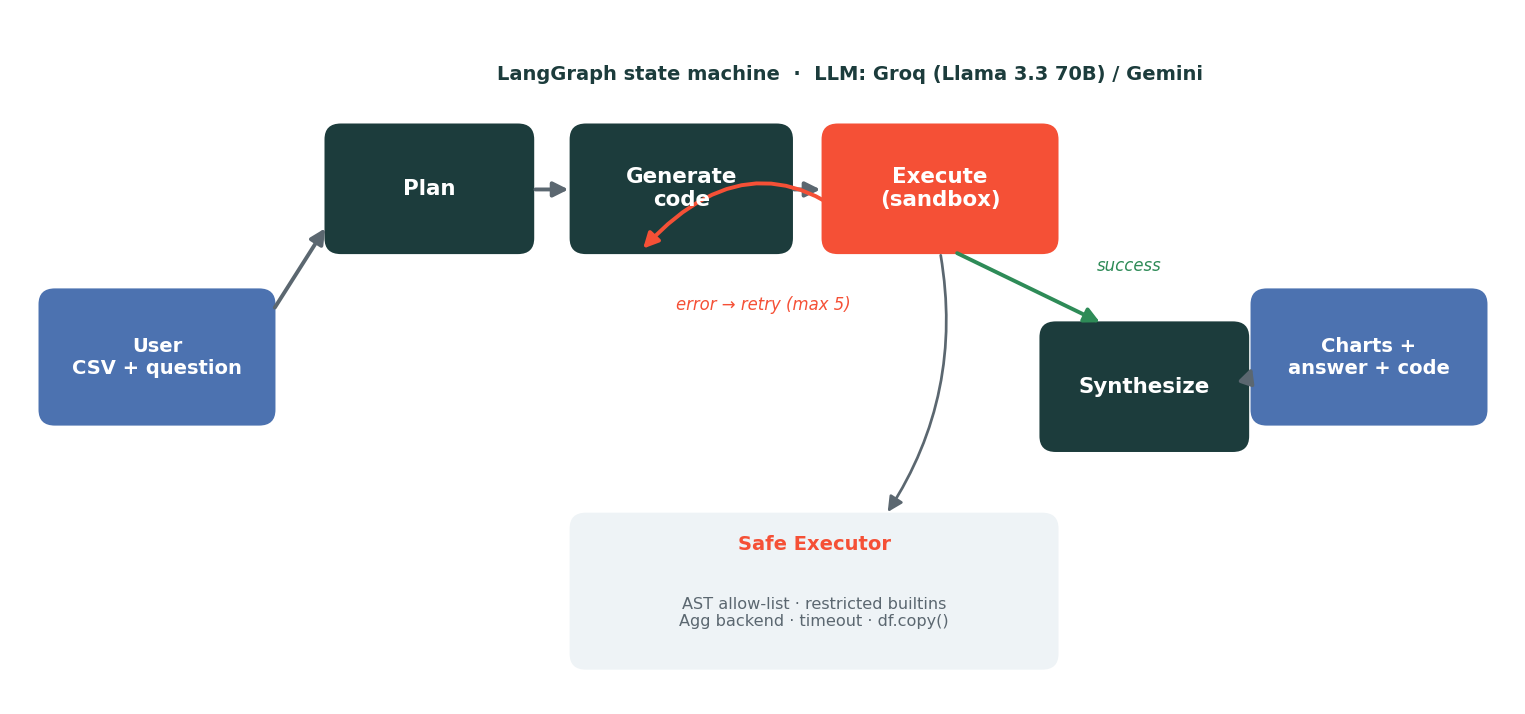 LangGraph state machine · LLM: Groq (Llama 3.3 70B) / Gemini
Plan
Generate
code
Execute
(sandbox)
success
error → retry (max 5)
User
CSV + question
Synthesize
Charts +
answer + code
Safe Executor
AST allow-list · restricted builtins
Agg backend · timeout · df.copy()